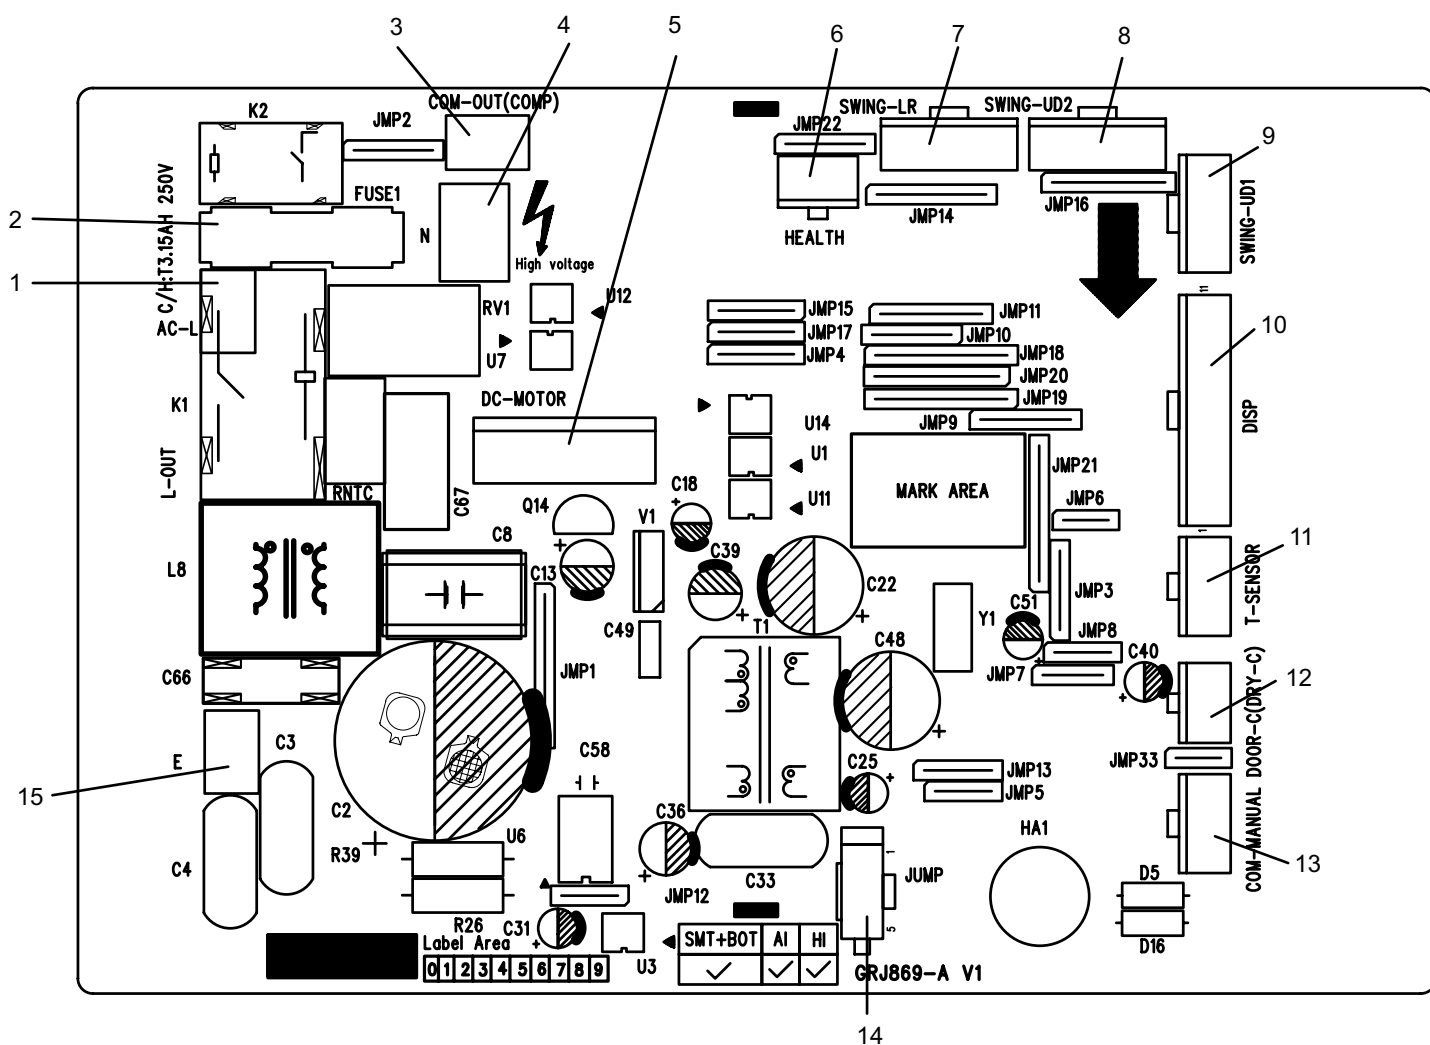 3
4
5
6
7
8
K2
COM-OUT(COMP)
SWING-LR
SWING-UD2
JMP2
JMP22
9
C/H:T3.15AH 250V
FUSE1
JMP14
JMP16
SWING-UD1
2
N
HEALTH
High voltage
1
11
U12
RV1
JMP15
JMP11
AC-L
JMP17
JMP10
10
U7
JMP4
JMP18
JMP20
K1
DC-MOTOR
JMP19
DISP
JMP9
U14
L-OUT
U1
JMP21
RNTC
C67
C18
U11
MARK AREA
JMP6
Q14
V1
1
C8
C39
11
L8
C13
C22
JMP3
T-SENSOR
C51
Y1
C49
T1
C48
JMP8
C40
C66
JMP1
JMP7
12
DOOR-C(DRY-C)
C3
C58
JMP33
E
C25
JMP13
15
JMP5
C2
C36
HA1
U6
R39
1
COM-MANUAL
13
C4
C33
JUMP
D5
JMP12
R26
C31
5
Label Area
SMT+BOT AI HI
D16
0 1 2 3 4 5 6 7 8 9
U3
GRJ869-A V1
14